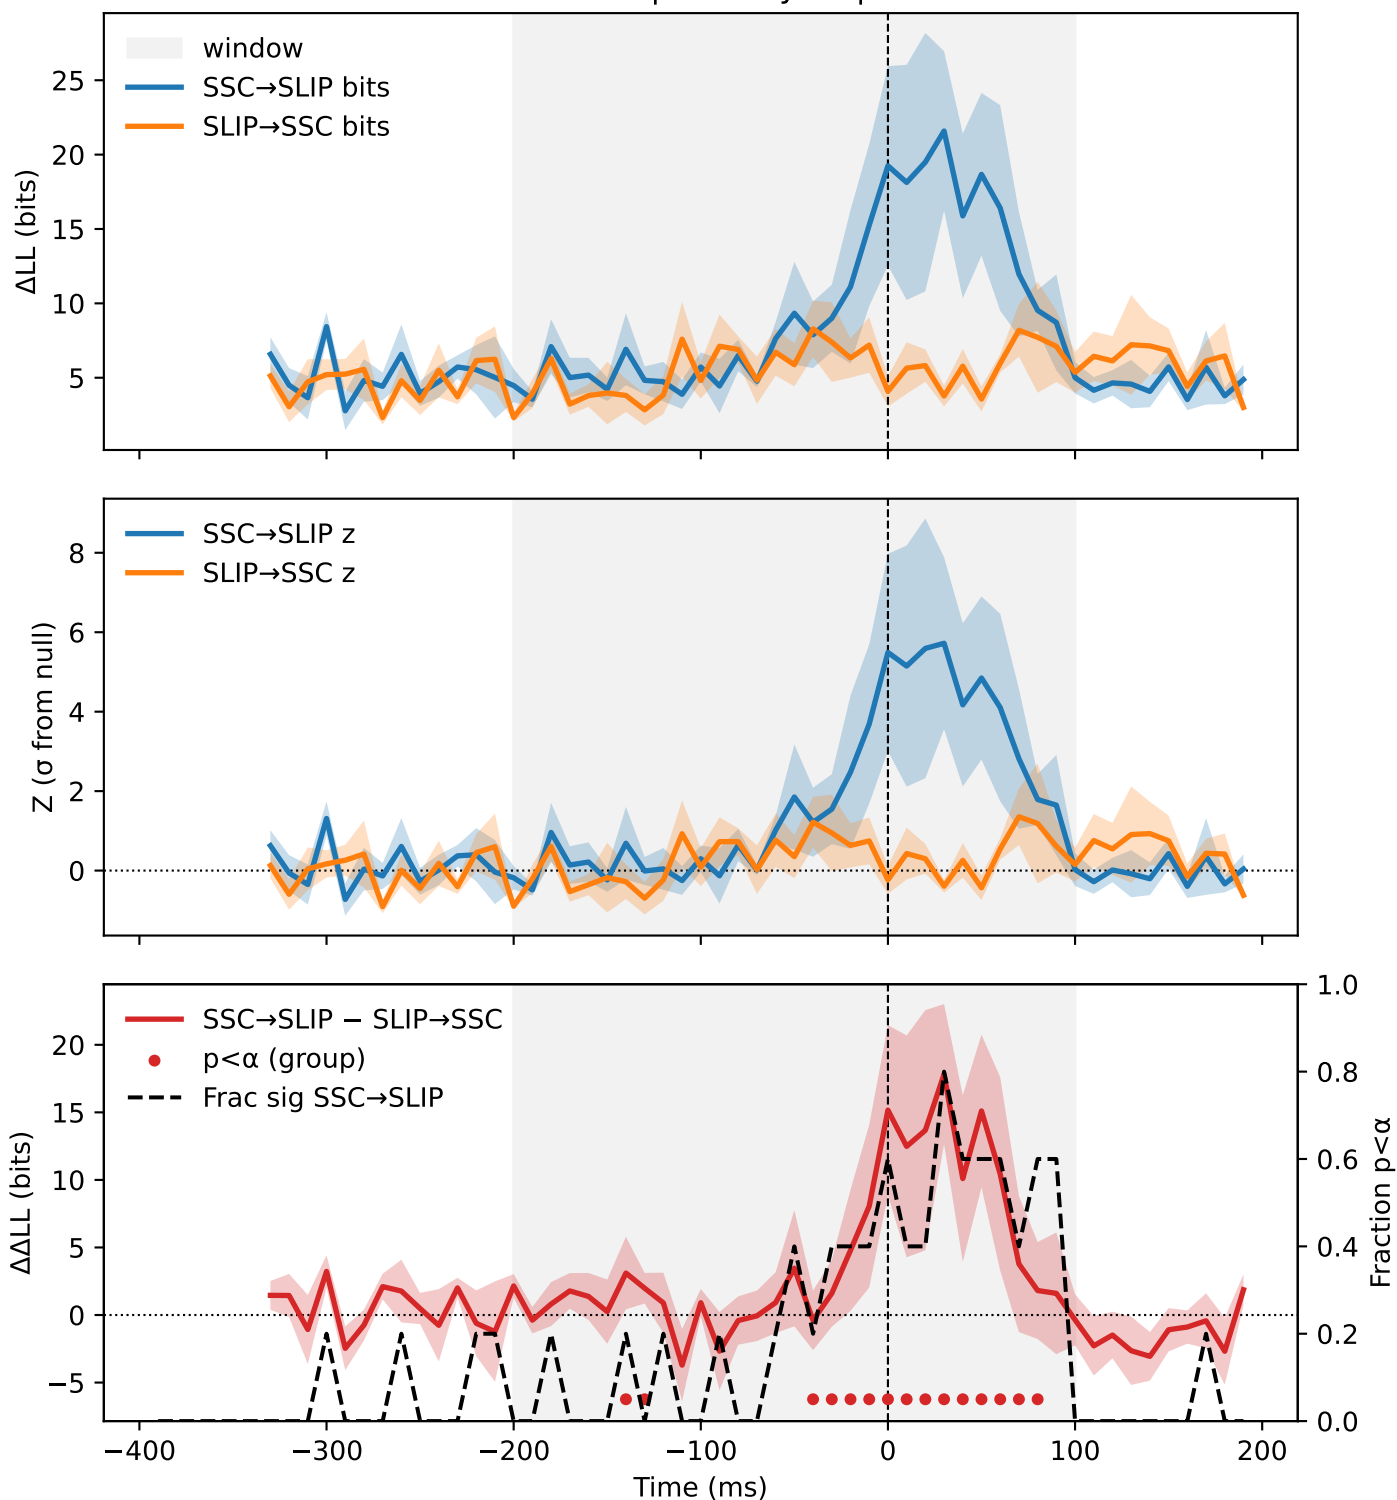 window
SSC→SLIP bits
SLIP→SSC bits
ΔLL (bits)
25
20
15
10
5
SSC→SLIP z
SLIP→SSC z
Z (σ from null)
8
6
4
2
0
SSC→SLIP − SLIP→SSC
p<α (group)
Frac sig SSC→SLIP
ΔΔLL (bits)
20
15
10
5
0
−5
1.0
0.8
0.6
0.4
0.2
0.0
Fraction p<α
−400 −300 −200 −100 0 100 200
Time (ms)